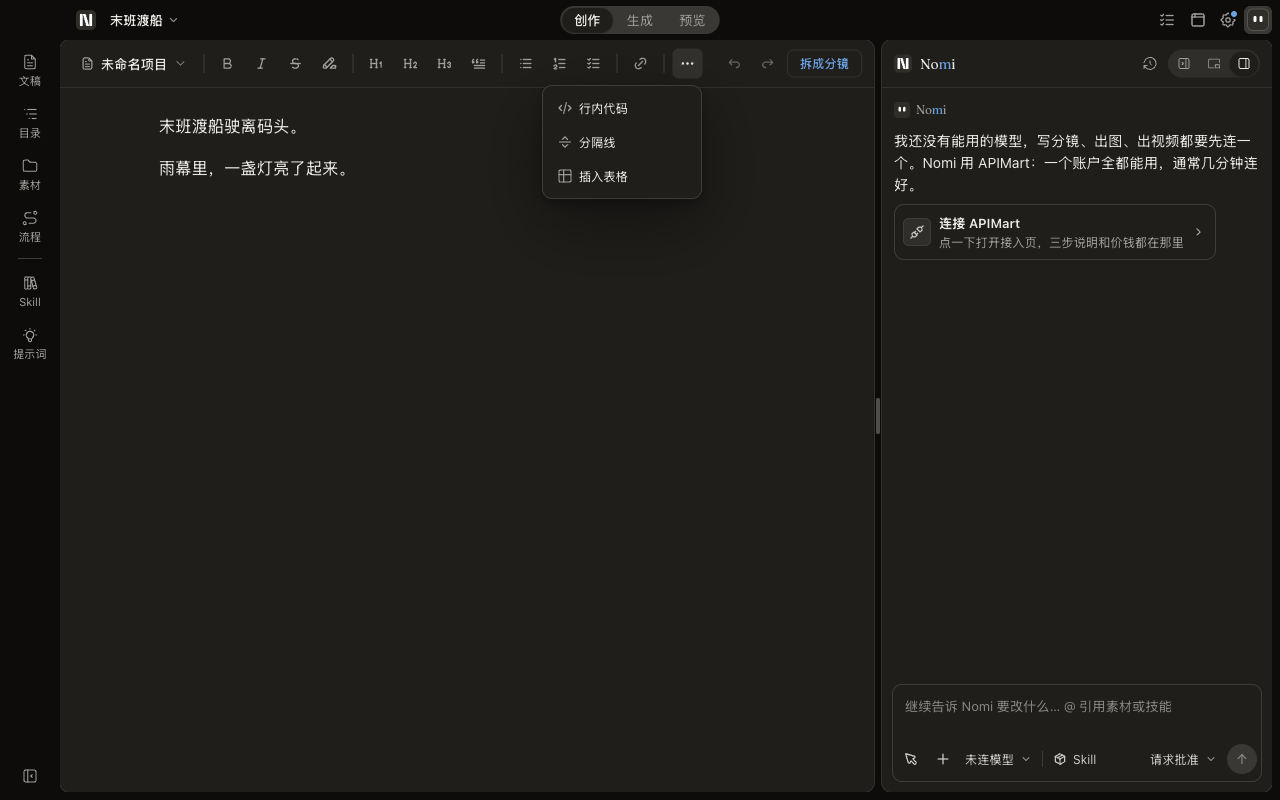 末班渡船
创作
生成
预览
文稿
目录
素材
流程
Skill
提示词
未命名项目
B
I
S
H1
H2
H3
拆成分镜
行内代码
分隔线
插入表格
末班渡船驶离码头。
雨幕里，一盏灯亮了起来。
Nomi
Nomi
我还没有能用的模型，写分镜、出图、出视频都要先连一
个。Nomi 用 APIMart：一个账户全都能用，通常几分钟连
好。
连接 APIMart
点一下打开接入页，三步说明和价钱都在那里
继续告诉 Nomi 要改什么... @ 引用素材或技能
未连模型
Skill
请求批准